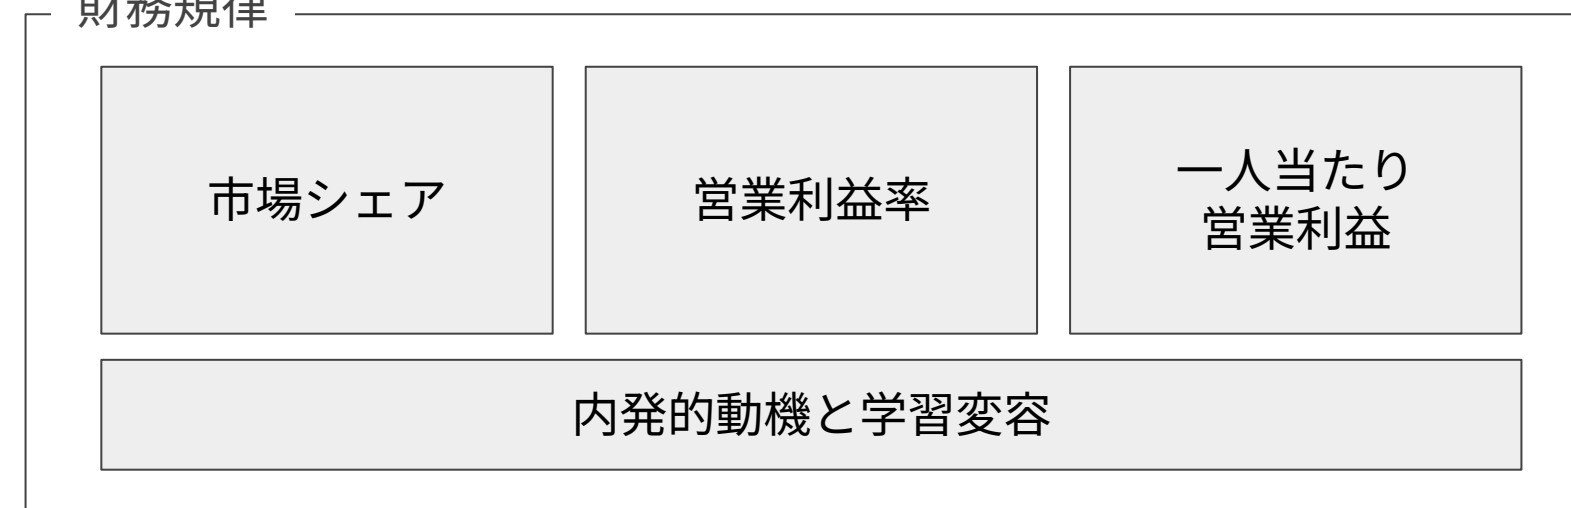 財務規律
市場シェア
営業利益率
一人当たり
営業利益
内発的動機と学習変容